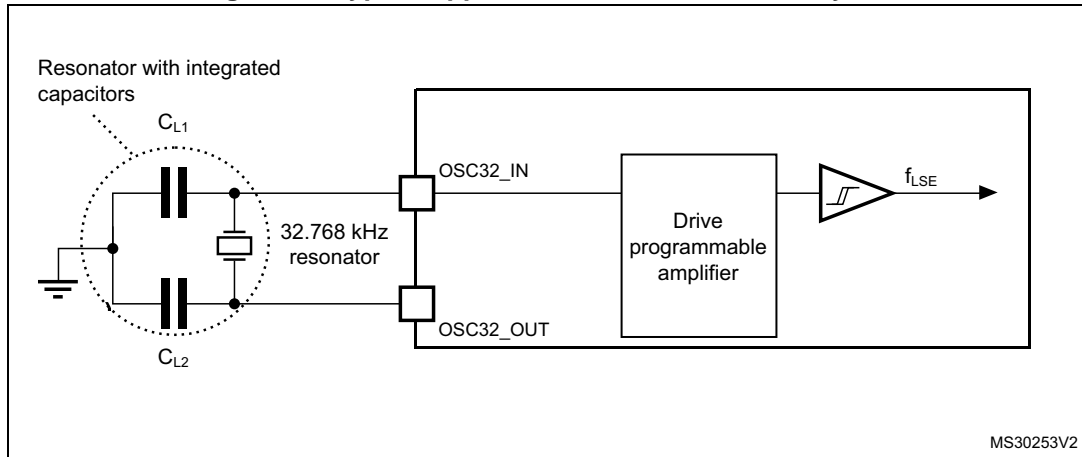 Resonator with integrated
capacitors
C_L1
OSC32_IN
f_LSE
32.768 kHz
resonator
Drive
programmable
amplifier
OSC32_OUT
C_L2
MS30253V2